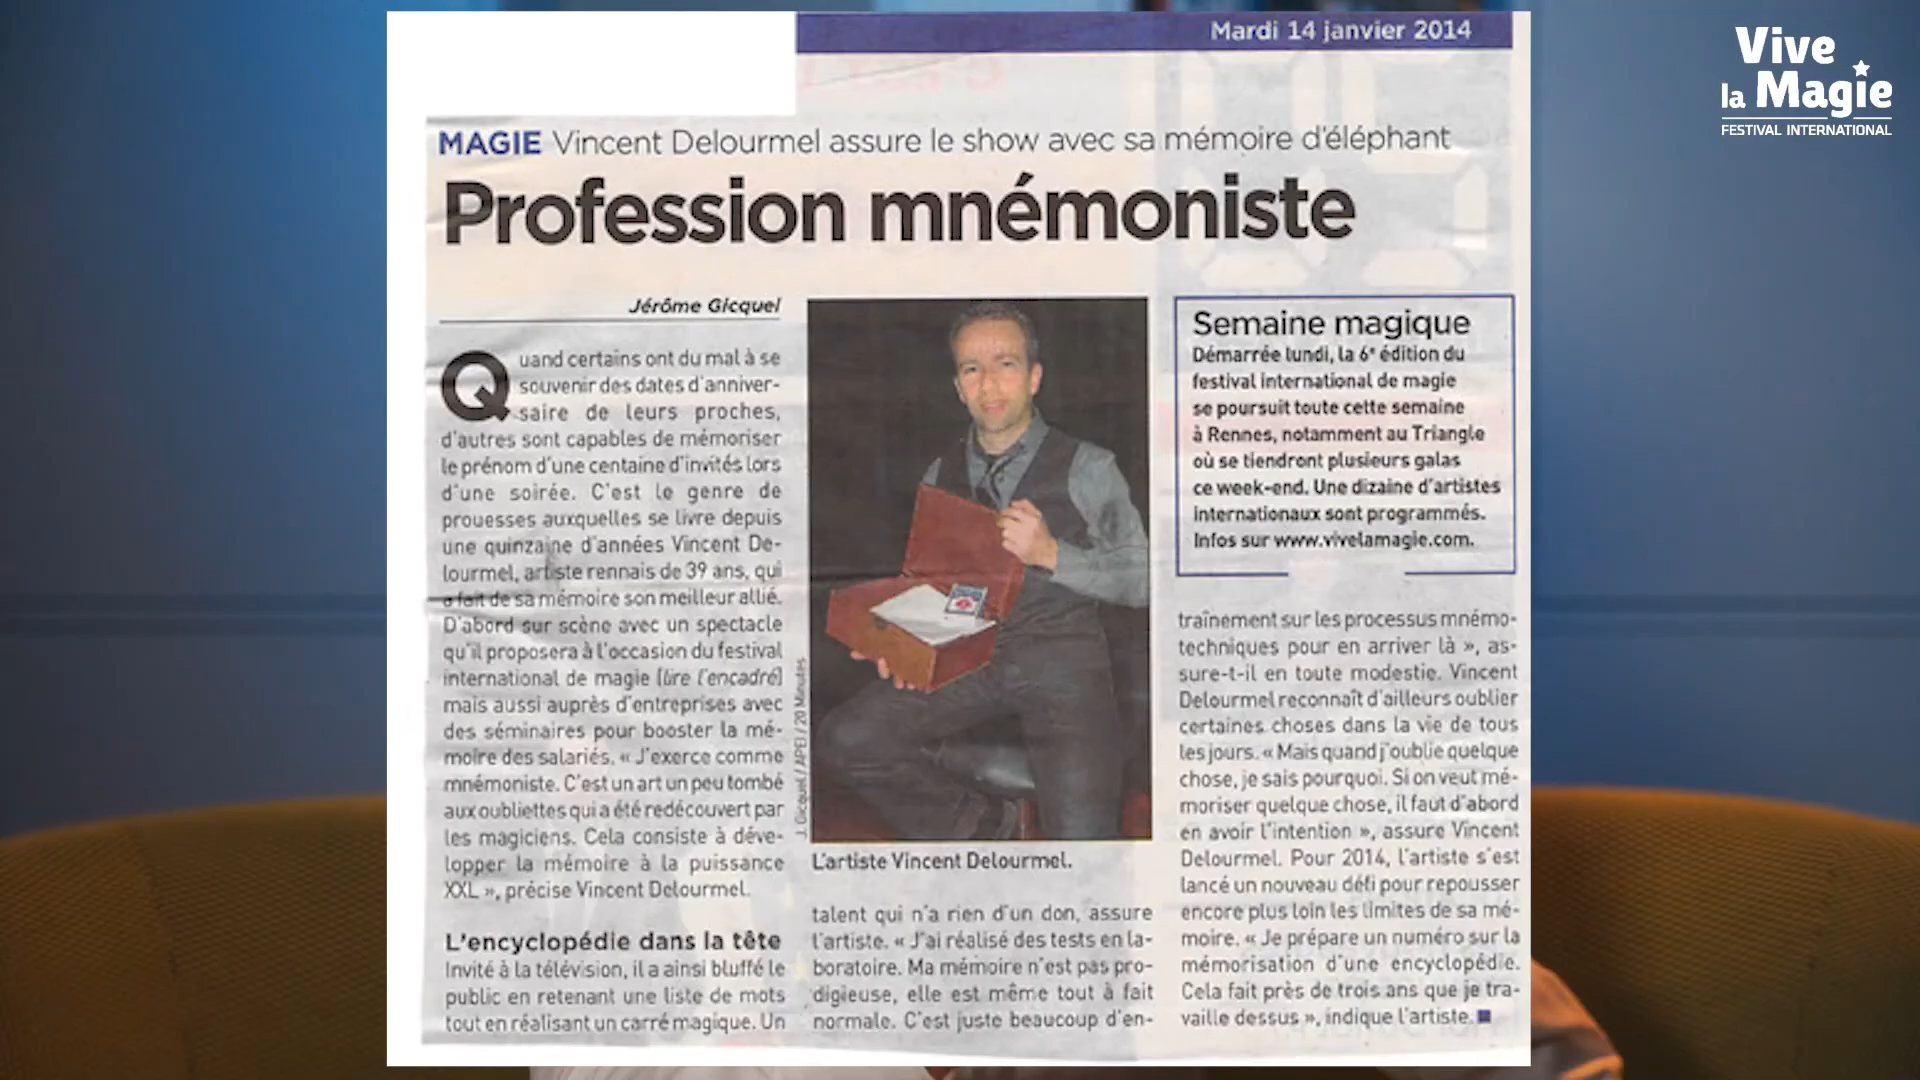 Mardi 14 janvier 2014
Vive
la Magie
FESTIVAL INTERNATIONAL
MAGIE Vincent Delourmel assure le show avec sa mémoire d'éléphant
Profession mnémoniste
Jérôme Gicquel
Quand certains ont du mal à se
souvenir des dates d'anniver-
saire de leurs proches,
d'autres sont capables de mémoriser
le prénom d'une centaine d'invités lors
d'une soirée. C'est le genre de
prouesses auxquelles se livre depuis
une quinzaine d'années Vincent De-
lourmel, artiste rennais de 39 ans, qui
a fait de sa mémoire son meilleur allié.
D'abord sur scène avec un spectacle
qu'il proposera à l'occasion du festival
international de magie (lire l'encadré)
mais aussi auprès d'entreprises avec
des séminaires pour booster la mé-
moire des salariés. « J'exerce comme
mnémoniste. C'est un art un peu tombé
aux oubliettes qui a été redécouvert par
les magiciens. Cela consiste à déve-
lopper la mémoire à la puissance
XXL », précise Vincent Delourmel.
L'encyclopédie dans la tête
Invité à la télévision, il a ainsi bluffé le
public en retenant une liste de mots
tout en réalisant un carré magique. Un
J. Gicquel / APEI / 20 Minutes
L'artiste Vincent Delourmel.
talent qui n'a rien d'un don, assure
l'artiste. « J'ai réalisé des tests en la-
boratoire. Ma mémoire n'est pas pro-
digieuse, elle est même tout à fait
normale. C'est juste beaucoup d'en-
Semaine magique
Démarrée lundi, la 6e édition du
festival international de magie
se poursuit toute cette semaine
à Rennes, notamment au Triangle
où se tiendront plusieurs galas
ce week-end. Une dizaine d'artistes
internationaux sont programmés.
Infos sur www.vivelamagie.com.
traînement sur les processus mnémo-
techniques pour en arriver là », as-
sure-t-il en toute modestie. Vincent
Delourmel reconnaît d'ailleurs oublier
certaines choses dans la vie de tous
les jours. « Mais quand j'oublie quelque
chose, je sais pourquoi. Si on veut mé-
moriser quelque chose, il faut d'abord
en avoir l'intention », assure Vincent
Delourmel. Pour 2014, l'artiste s'est
lancé un nouveau défi pour repousser
encore plus loin les limites de sa mé-
moire. « Je prépare un numéro sur la
mémorisation d'une encyclopédie.
Cela fait près de trois ans que je tra-
vaille dessus », indique l'artiste.